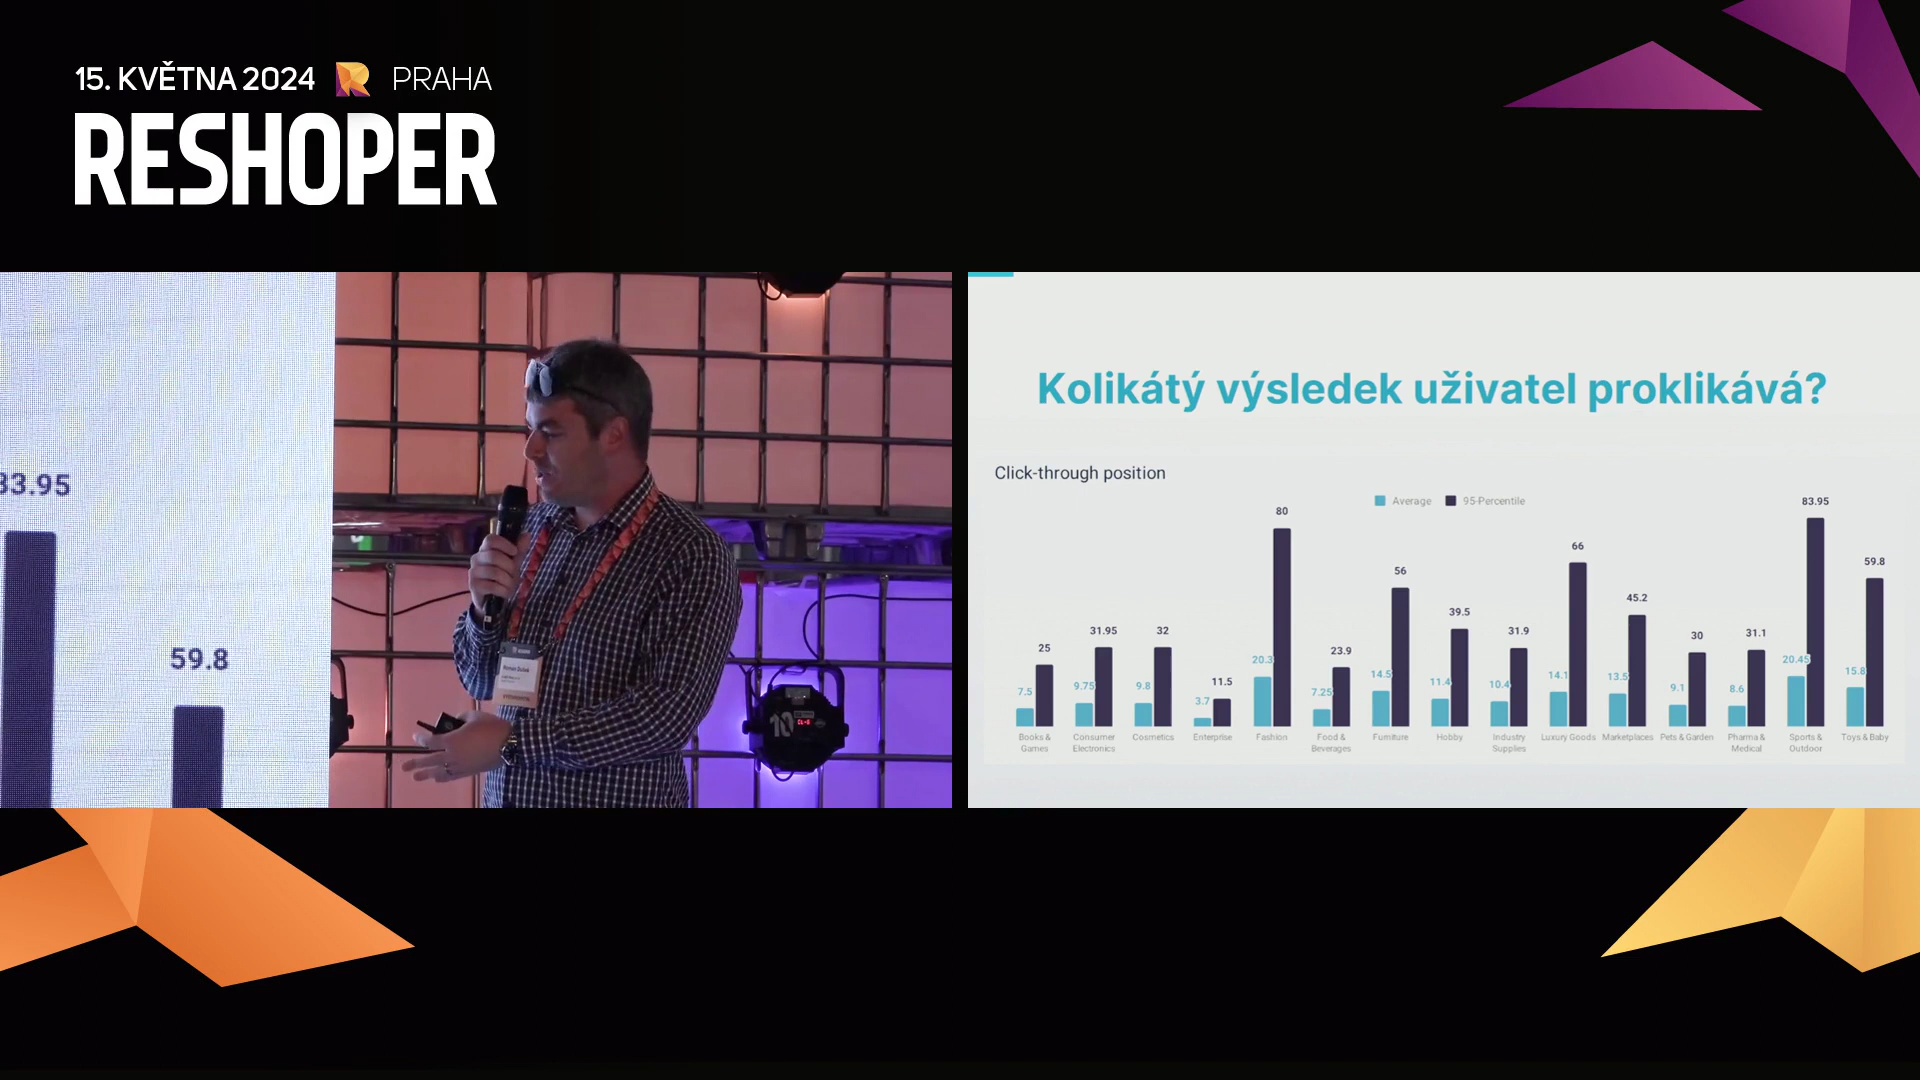 15. KVĚTNA 2024 PRAHA
RESHOPER
33.95
59.8
10
Kolikátý výsledek uživatel proklikává?
Click-through position
Average 95-Percentile
7.5 25
9.75 31.95
9.8 32
3.7 11.5
20.3 80
7.25 23.9
14.5 56
11.4 39.5
10.4 31.9
14.1 66
13.5 45.2
9.1 30
8.6 31.1
20.45 83.95
15.8 59.8
Books &
Games
Consumer
Electronics
Cosmetics
Enterprise
Fashion
Food &
Beverages
Furniture
Hobby
Industry
Supplies
Luxury Goods
Marketplaces
Pets & Garden
Pharma &
Medical
Sports &
Outdoor
Toys & Baby